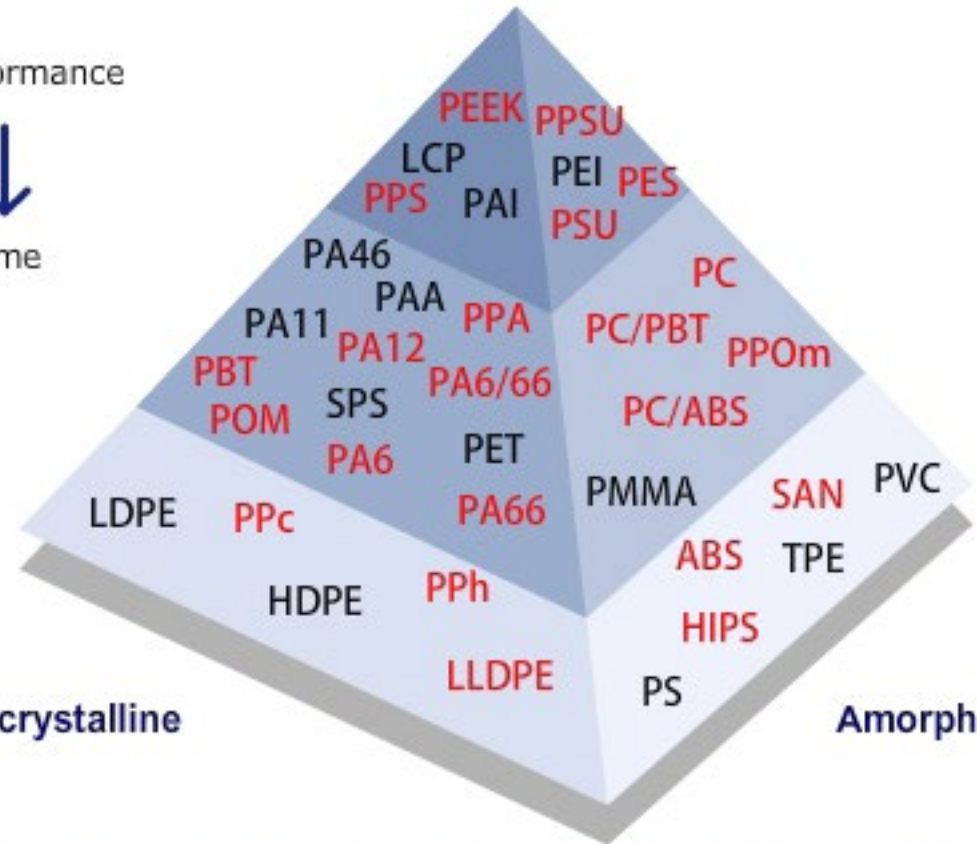 ormance
me
PEEK
PPSU
LCP
PEI
PES
PPS
PAI
PSU
PA46
PAA
PC
PA11
PPA
PC/PBT
PA12
PPOm
PBT
PA6/66
SPS
PC/ABS
POM
PET
PA6
PMMA
SAN
PVC
PA66
LDPE
PPc
ABS
TPE
PPh
HDPE
HIPS
LLDPE
PS
crystalline
Amorph